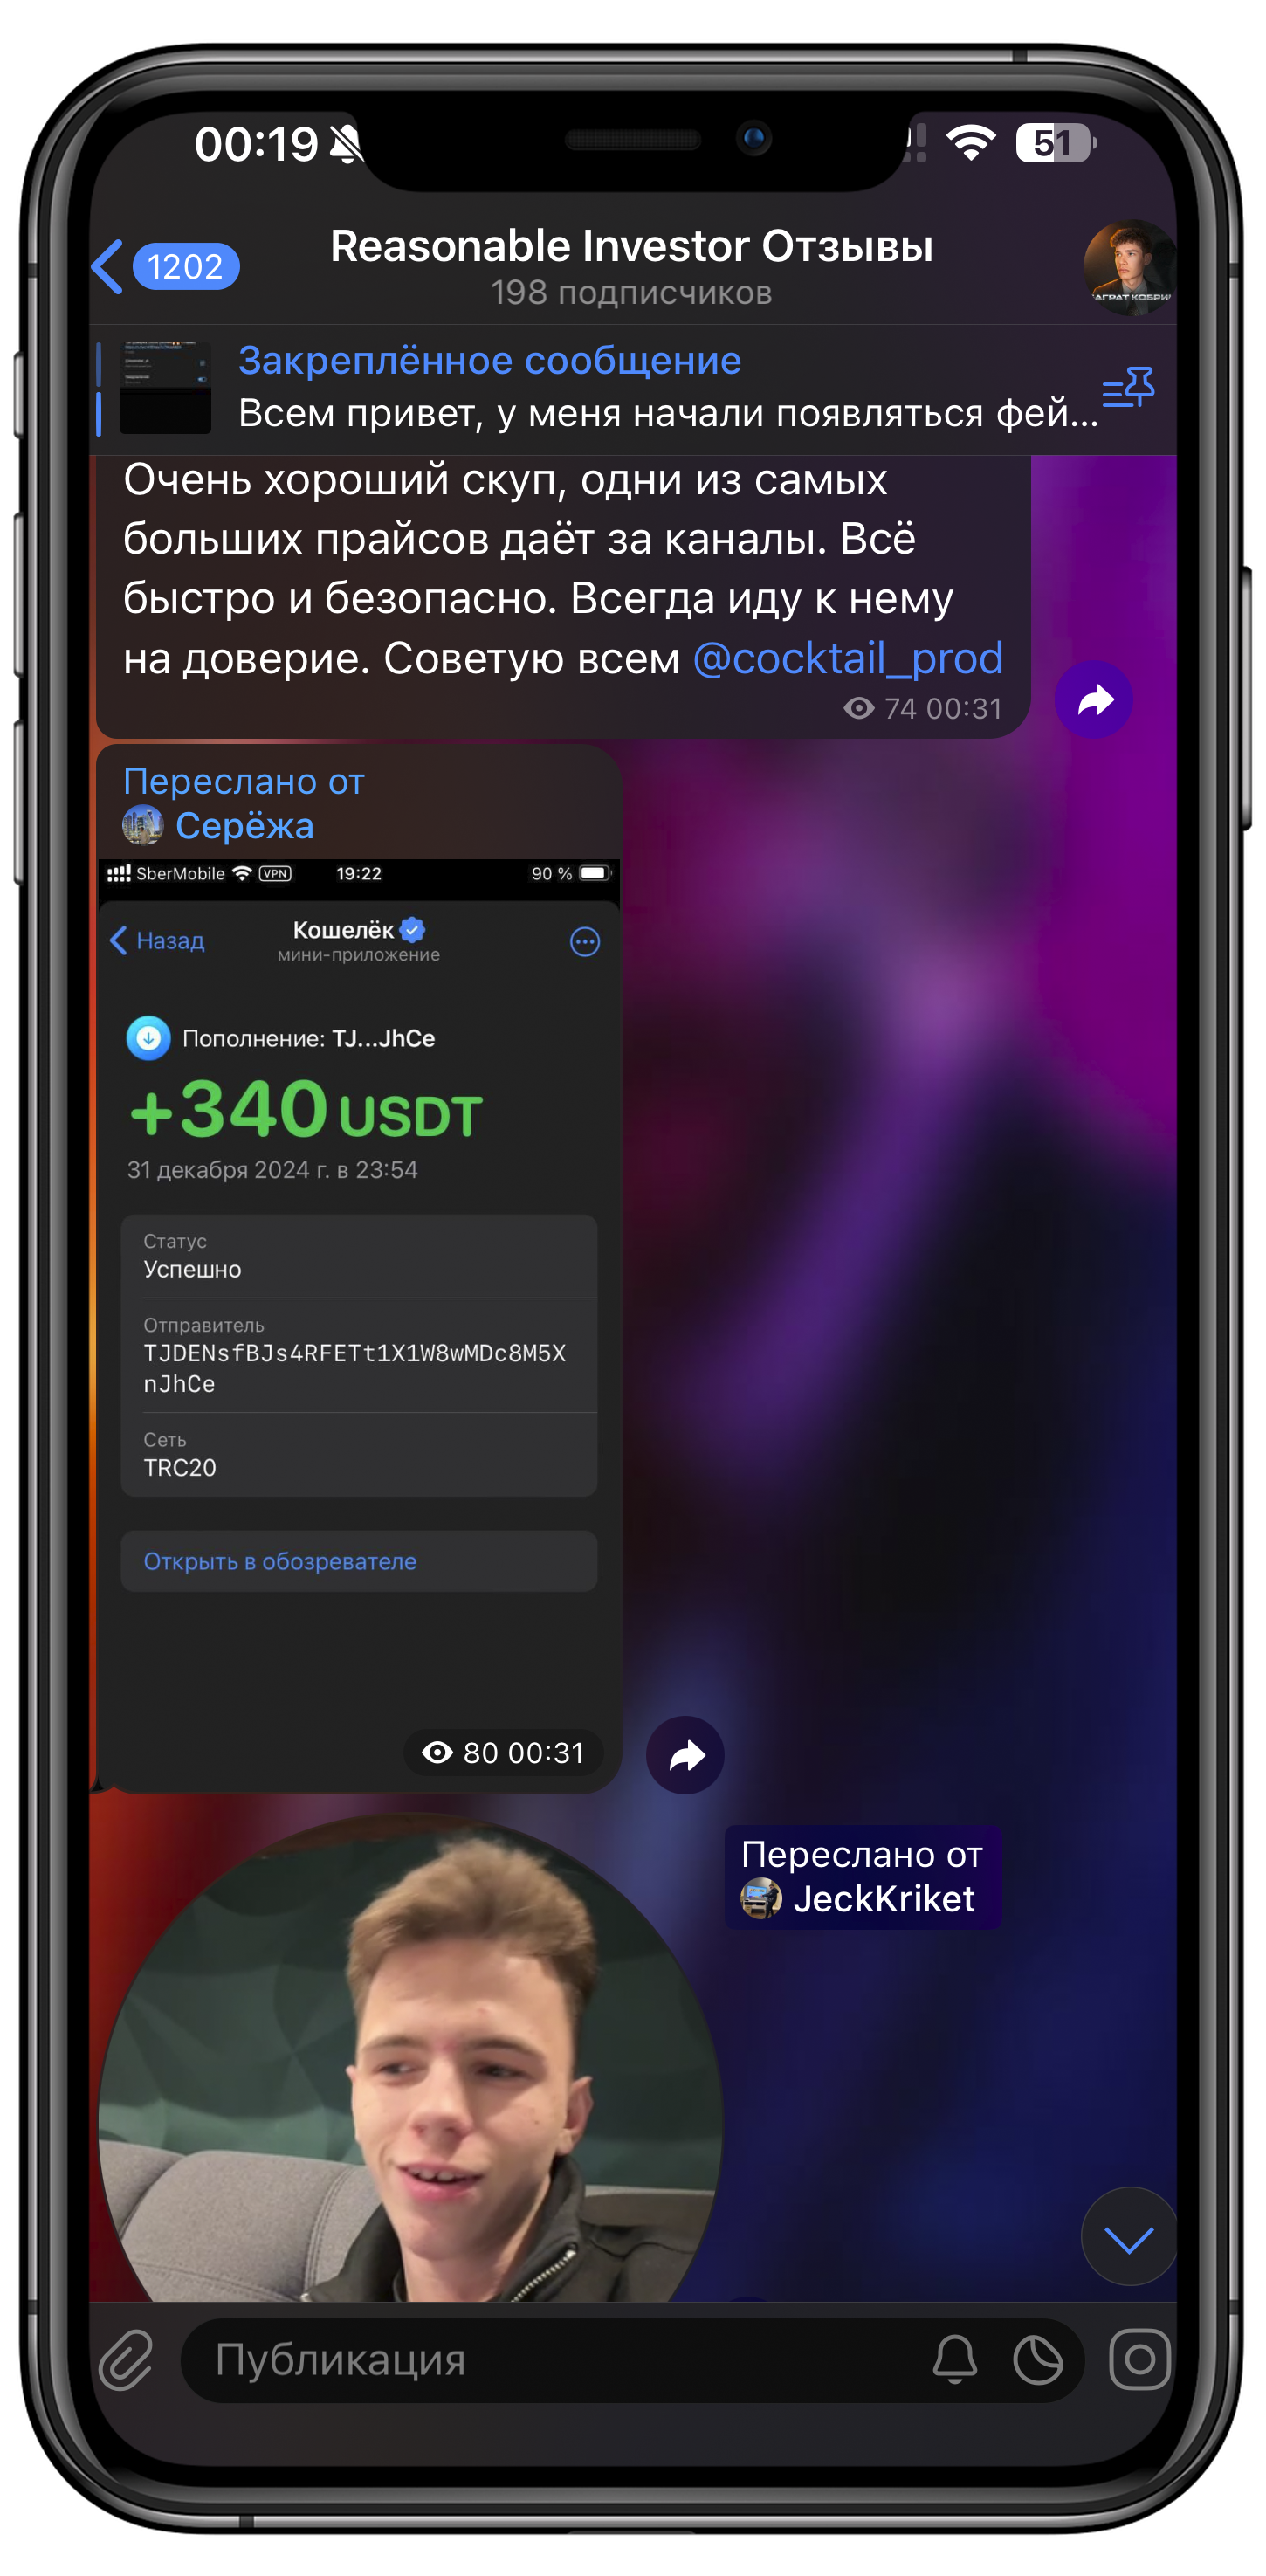 00:19
51
1202
Reasonable Investor Отзывы
198 подписчиков
АГРАТ КОБРИ
Закреплённое сообщение
Всем привет, у меня начали появляться фей...
Очень хороший скуп, одни из самых
больших прайсов даёт за каналы. Всё
быстро и безопасно. Всегда иду к нему
на доверие. Советую всем @cocktail_prod
74 00:31
Переслано от
Серёжа
SberMobile VPN 19:22 90 %
Назад
Кошелёк
мини-приложение
Пополнение: TJ...JhCe
+340 USDT
31 декабря 2024 г. в 23:54
Статус
Успешно
Отправитель
TJDENsfBJs4RFETt1X1W8wMDc8M5X
nJhCe
Сеть
TRC20
Открыть в обозревателе
80 00:31
Переслано от
JeckKriket
Публикация